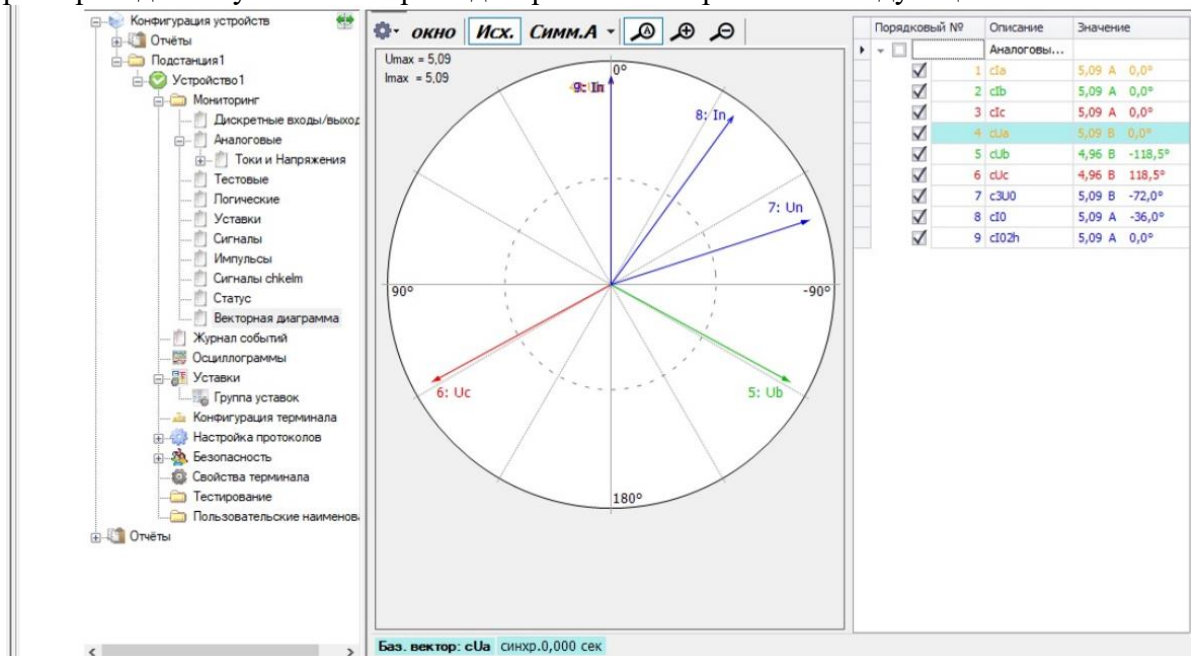 Конфигурация устройств
Отчёты
Подстанция1
Устройство1
Мониторинг
Дискретные входы/выход
Аналоговые
Токи и Напряжения
Тестовые
Логические
Уставки
Сигналы
Импульсы
Сигналы chkelm
Статус
Векторная диаграмма
Журнал событий
Осциллограммы
Уставки
Группа уставок
Конфигурация терминала
Настройка протоколов
Безопасность
Свойства терминала
Тестирование
Пользовательские наименов
Отчёты
окно Исх. Симм.А
Umax = 5,09
Imax = 5,09
0°
8: In
7: Un
90°
-90°
6: Uc
5: Ub
180°
Баз. вектор: cUa синхр.0,000 сек
Порядковый № Описание Значение
Аналоговы...
1 cIa 5,09 A 0,0°
2 cIb 5,09 A 0,0°
3 cIc 5,09 A 0,0°
4 cUa 5,09 В 0,0°
5 cUb 4,96 В -118,5°
6 cUc 4,96 В 118,5°
7 c3U0 5,09 В -72,0°
8 cI0 5,09 A -36,0°
9 cI02h 5,09 A 0,0°